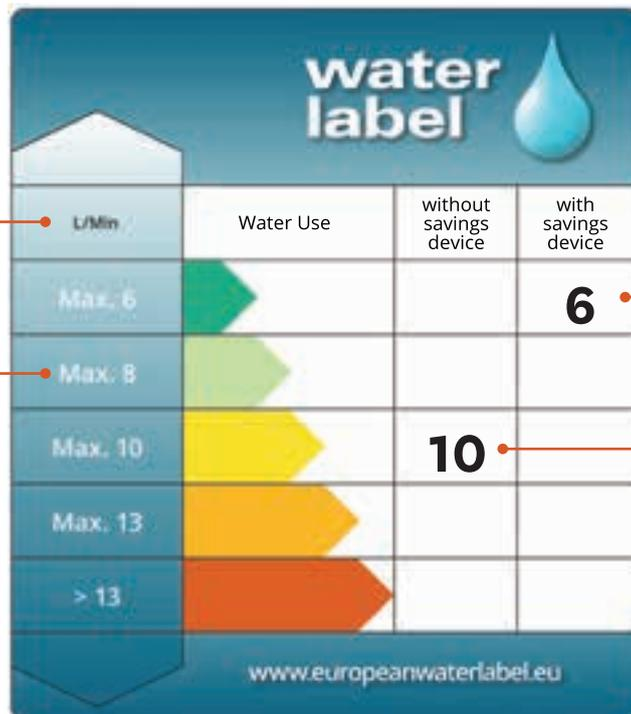 water
label
L/Min
Water Use
without
savings
device
with
savings
device
Max. 6
6
Max. 8
Max. 10
10
Max. 13
> 13
www.europeanwaterlabel.eu